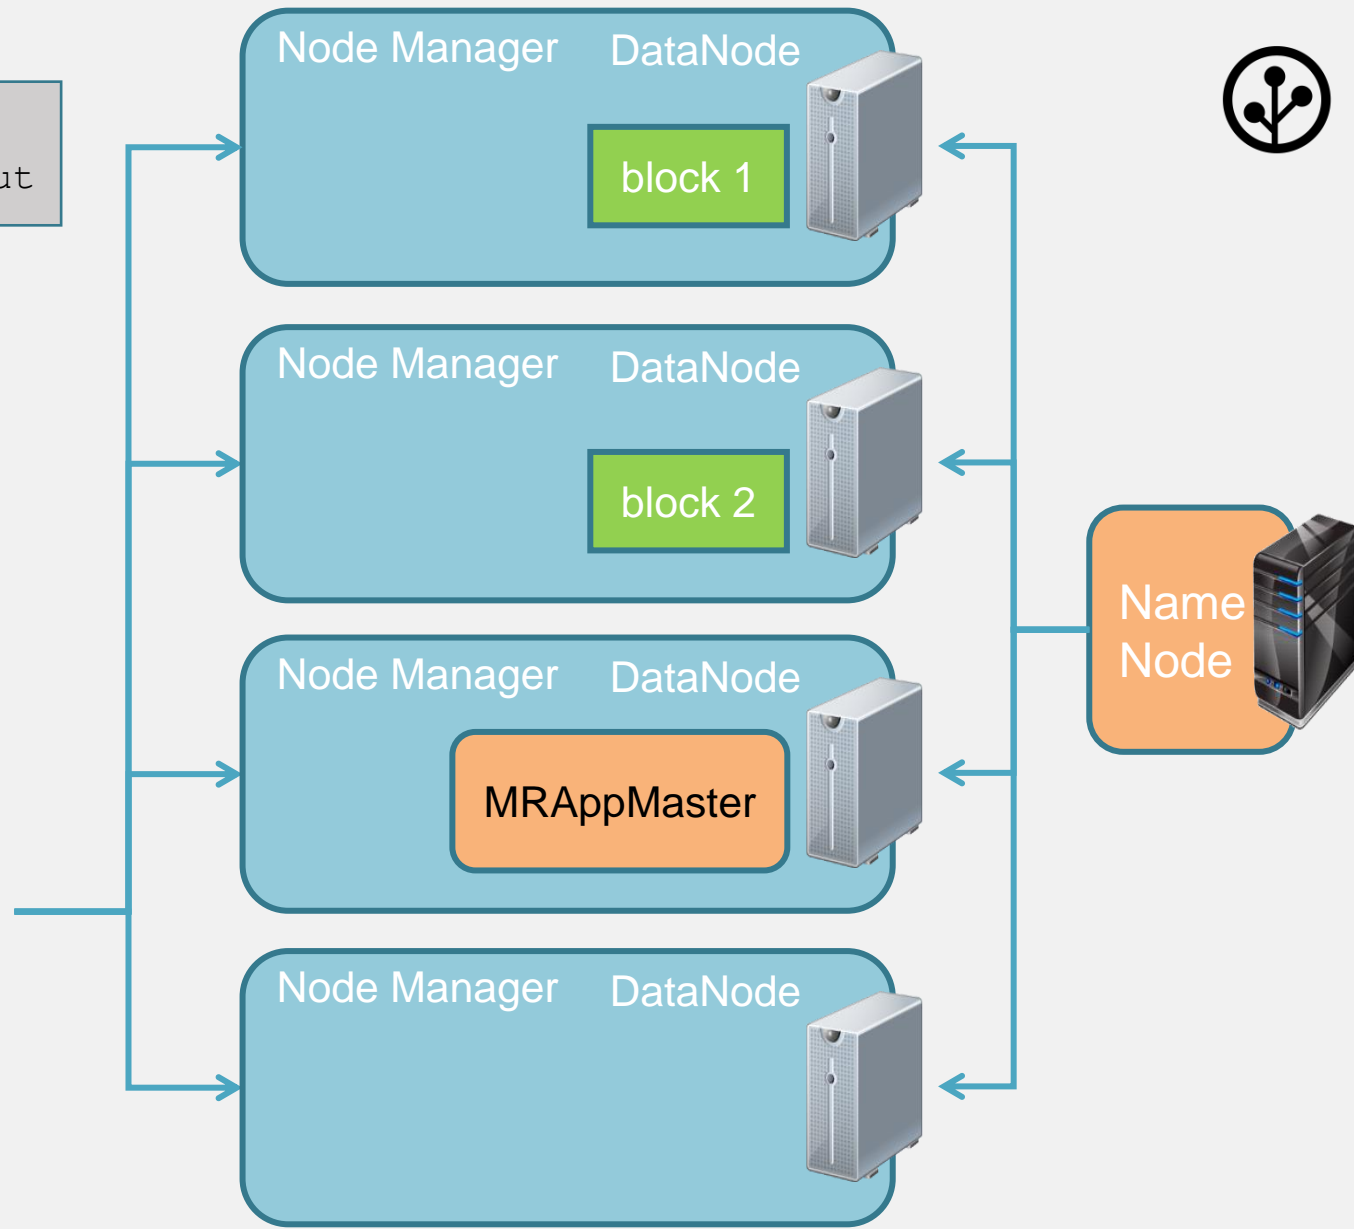 Node Manager DataNode
block 1
Node Manager DataNode
block 2
Node Manager DataNode
MRAppMaster
Node Manager DataNode
Name
Node